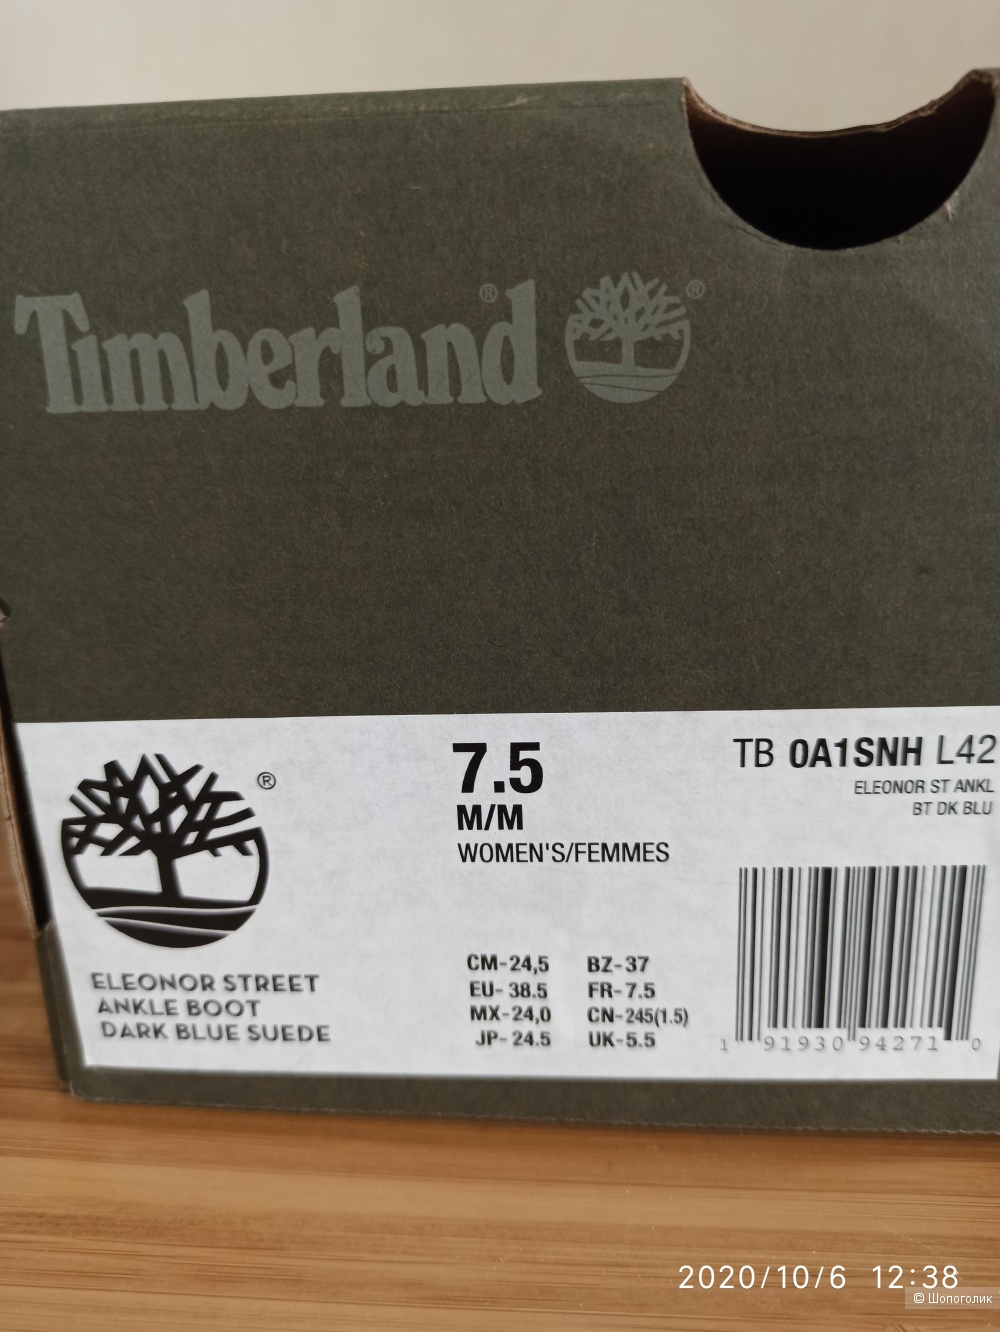 Timberland®®
®
7.5
M/M
WOMEN'S/FEMMES
TB 0A1SNH L42
ELEONOR ST ANKL
BT DK BLU
ELEONOR STREET
ANKLE BOOT
DARK BLUE SUEDE
CM-24,5 BZ-37
EU-38.5 FR-7.5
MX-24,0 CN-245(1.5)
JP-24.5 UK-5.5
1 91930 94271 0
2020/10/6 12:38
© Шопоголик